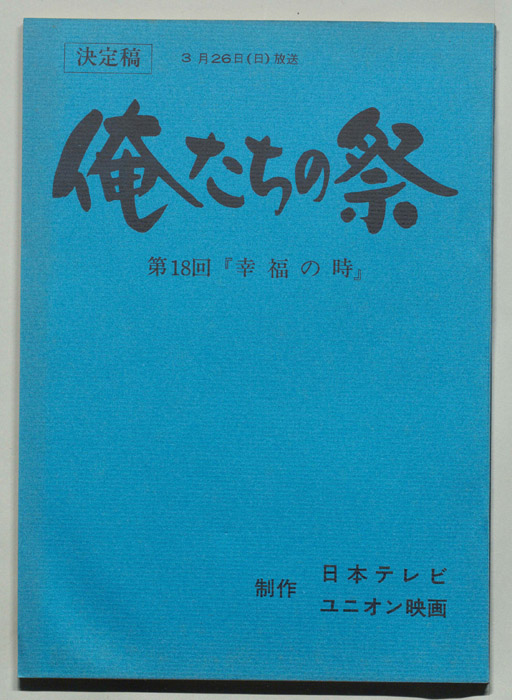 決定稿 3月26日(日)放送
俺たちの祭
第18回『幸福の時』
制作 日本テレビ
ユニオン映画